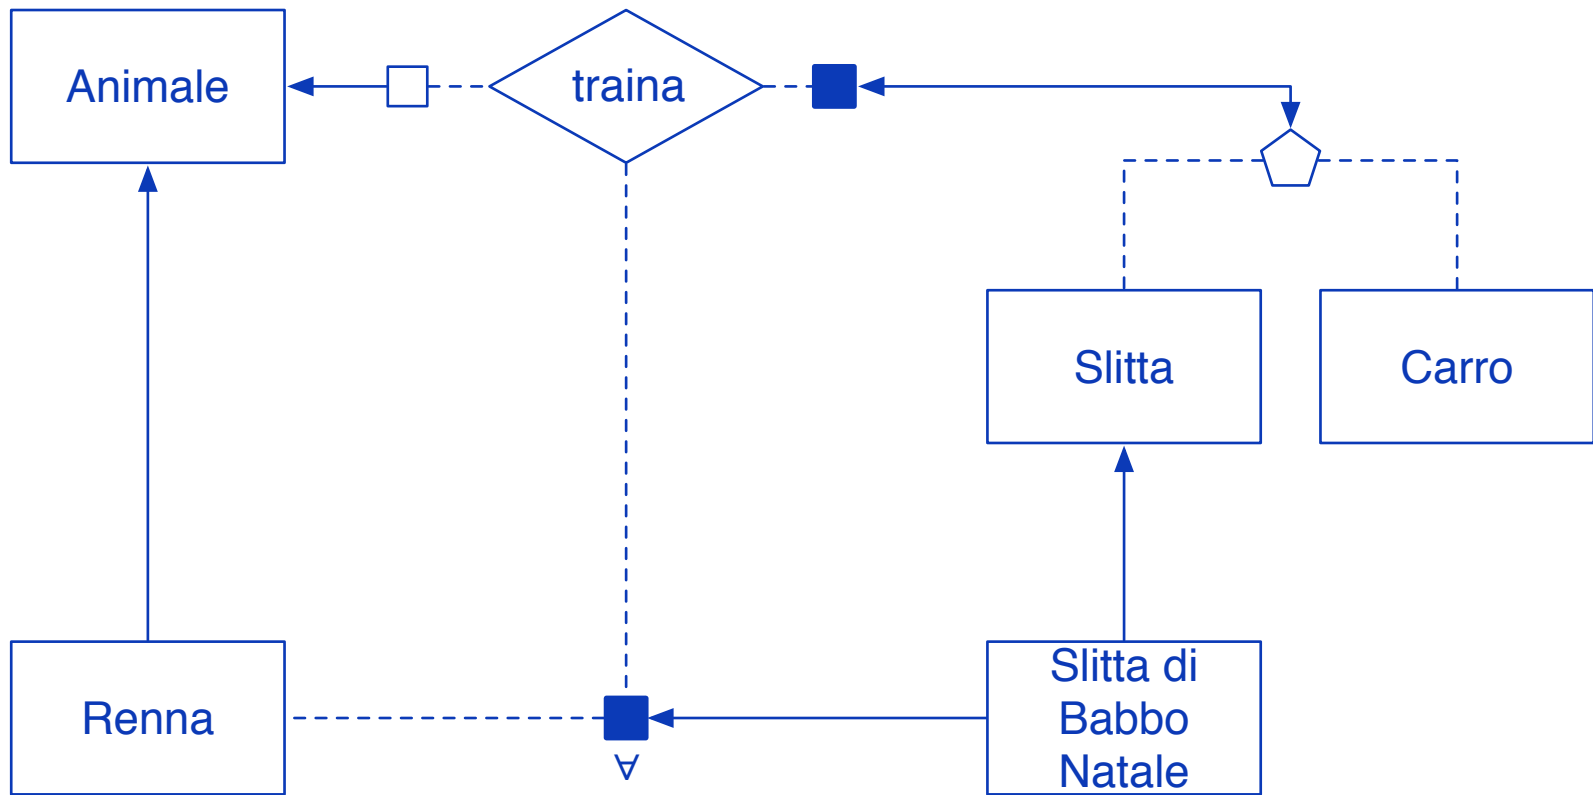 Animale
traina
Slitta
Carro
Renna
∀
Slitta di
Babbo
Natale